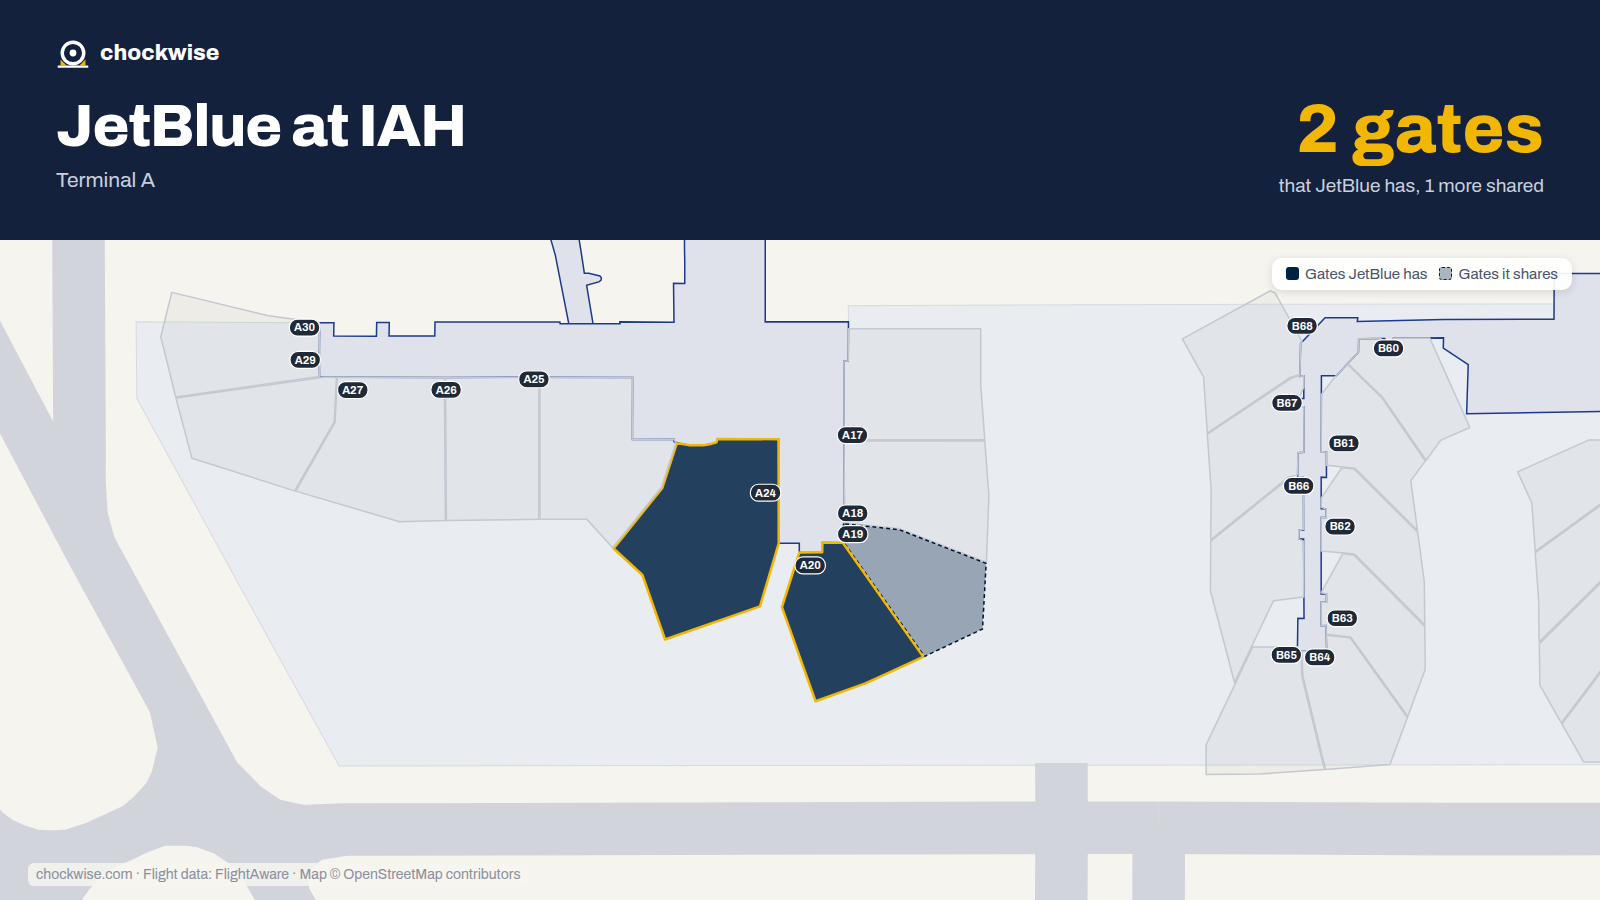 chockwise
JetBlue at IAH
Terminal A
2 gates
that JetBlue has, 1 more shared
Gates JetBlue has
Gates it shares
A30
A29
A27
A26
A25
A24
A17
A18
A19
A20
B68
B60
B67
B61
B66
B62
B63
B65
B64
chockwise.com · Flight data: FlightAware · Map © OpenStreetMap contributors